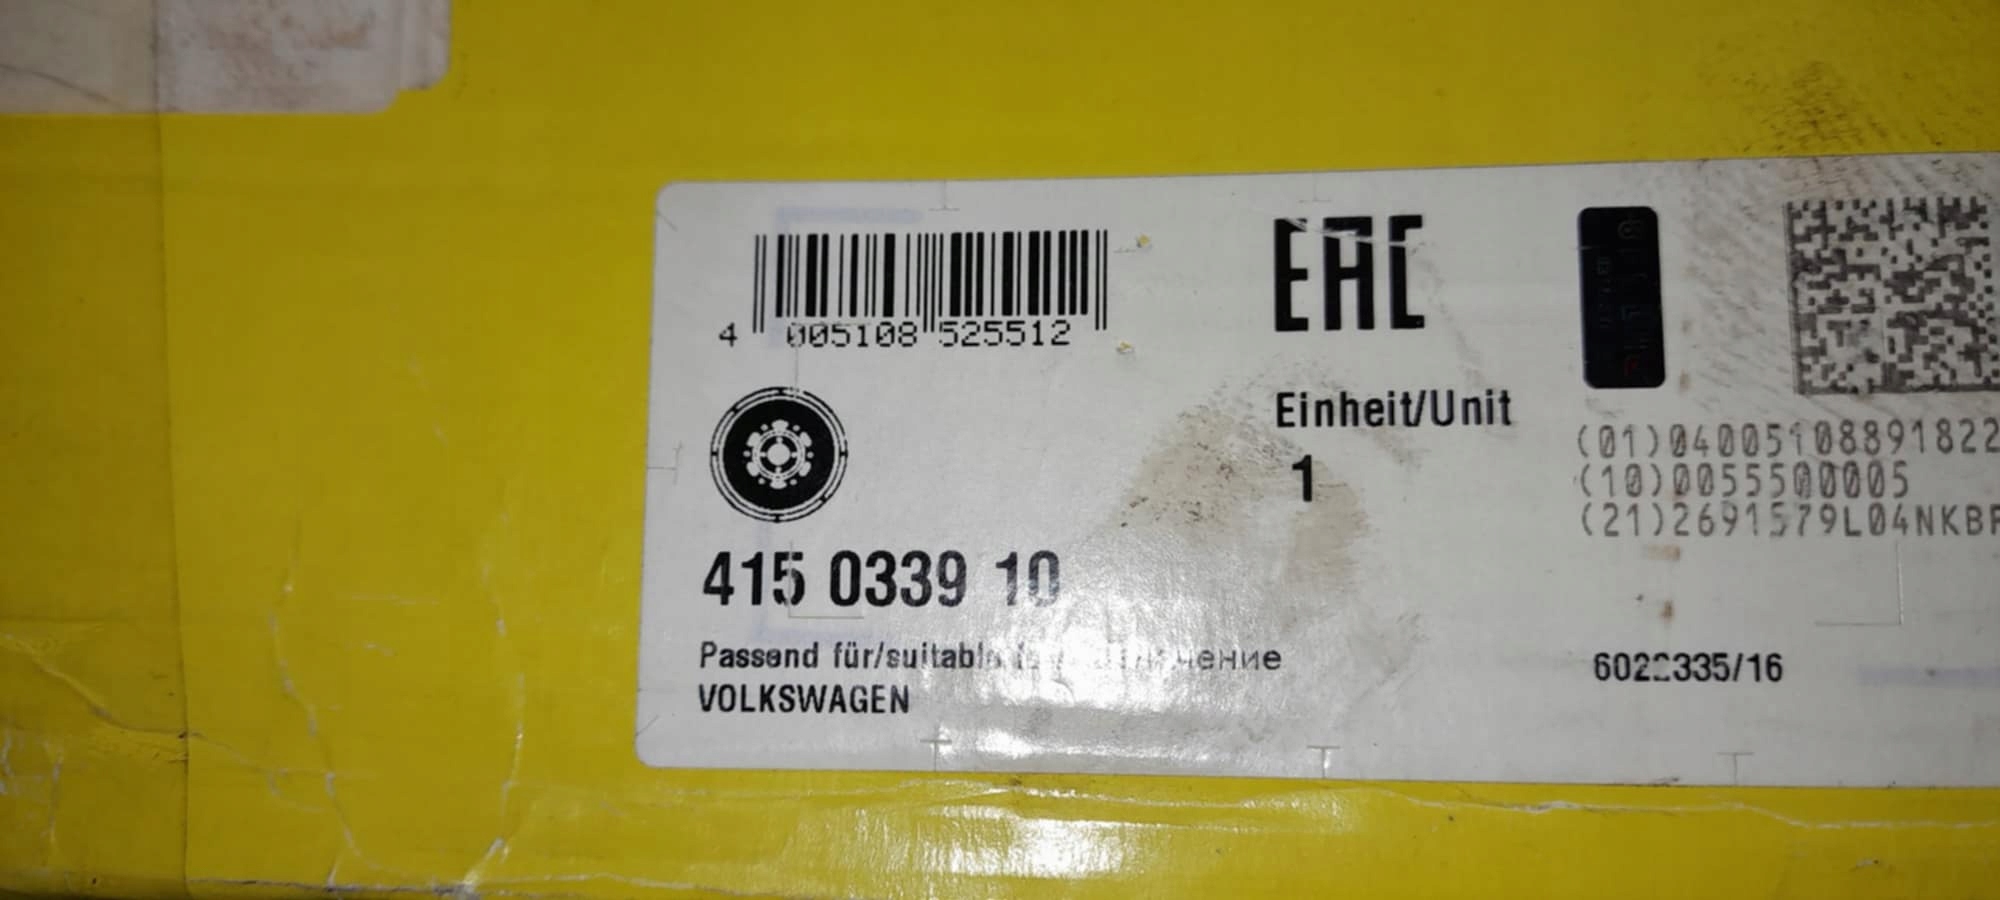 EAC
4 005108 525512
Einheit/Unit
1
(01)04005108891822
(10)0055500005
(21)2691579L04NKBF
415 0339 10
Passend für/suitable
VOLKSWAGEN